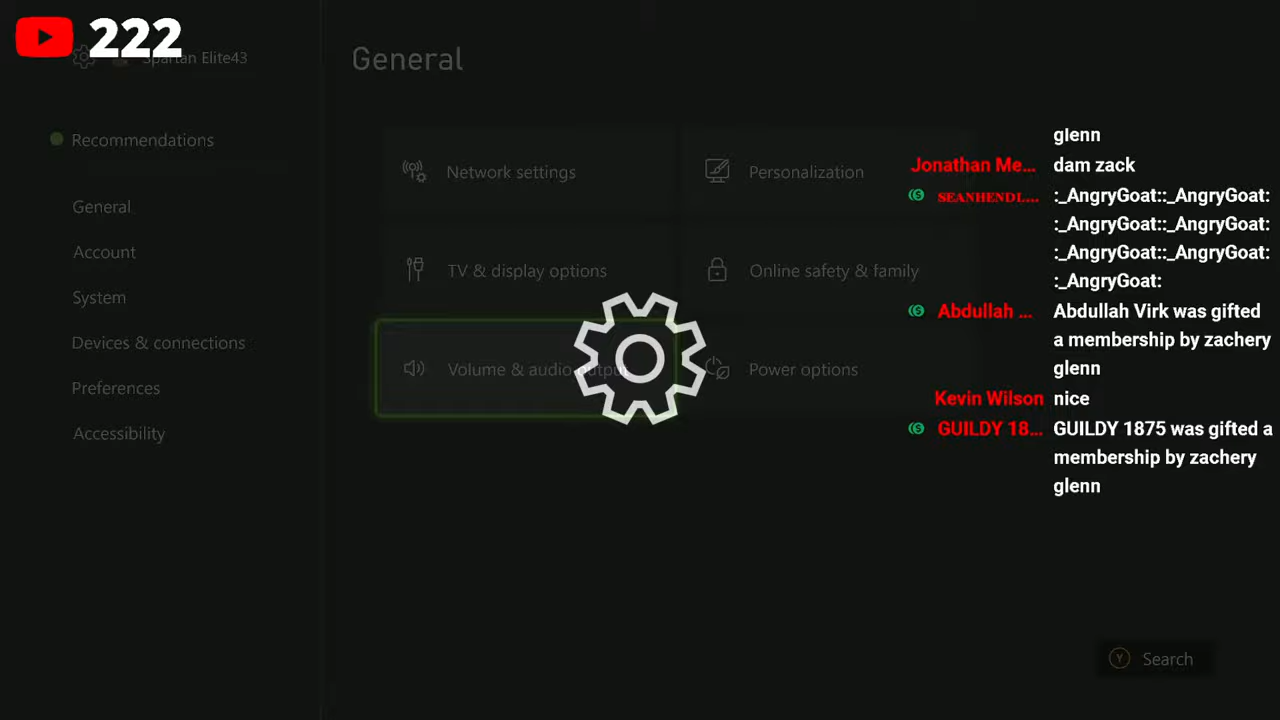 222
Spartan Elite43
General
Recommendations
General
Account
System
Devices & connections
Preferences
Accessibility
Network settings
Personalization
TV & display options
Online safety & family
Volume & audio output
Power options
glenn
Jonathan Me... dam zack
SEANHENDL... :_AngryGoat::_AngryGoat:
:_AngryGoat::_AngryGoat:
:_AngryGoat::_AngryGoat:
:_AngryGoat:
Abdullah ... Abdullah Virk was gifted
a membership by zachery
glenn
Kevin Wilson nice
GUILDY 18... GUILDY 1875 was gifted a
membership by zachery
glenn
Y Search